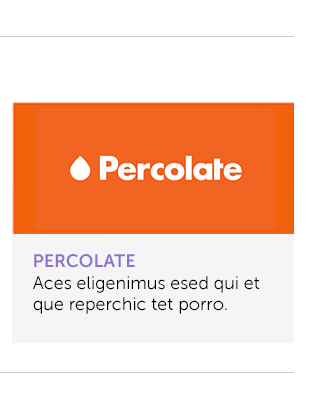 Percolate
PERCOLATE
Aces eligenimus esed qui et
que reperchic tet porro.